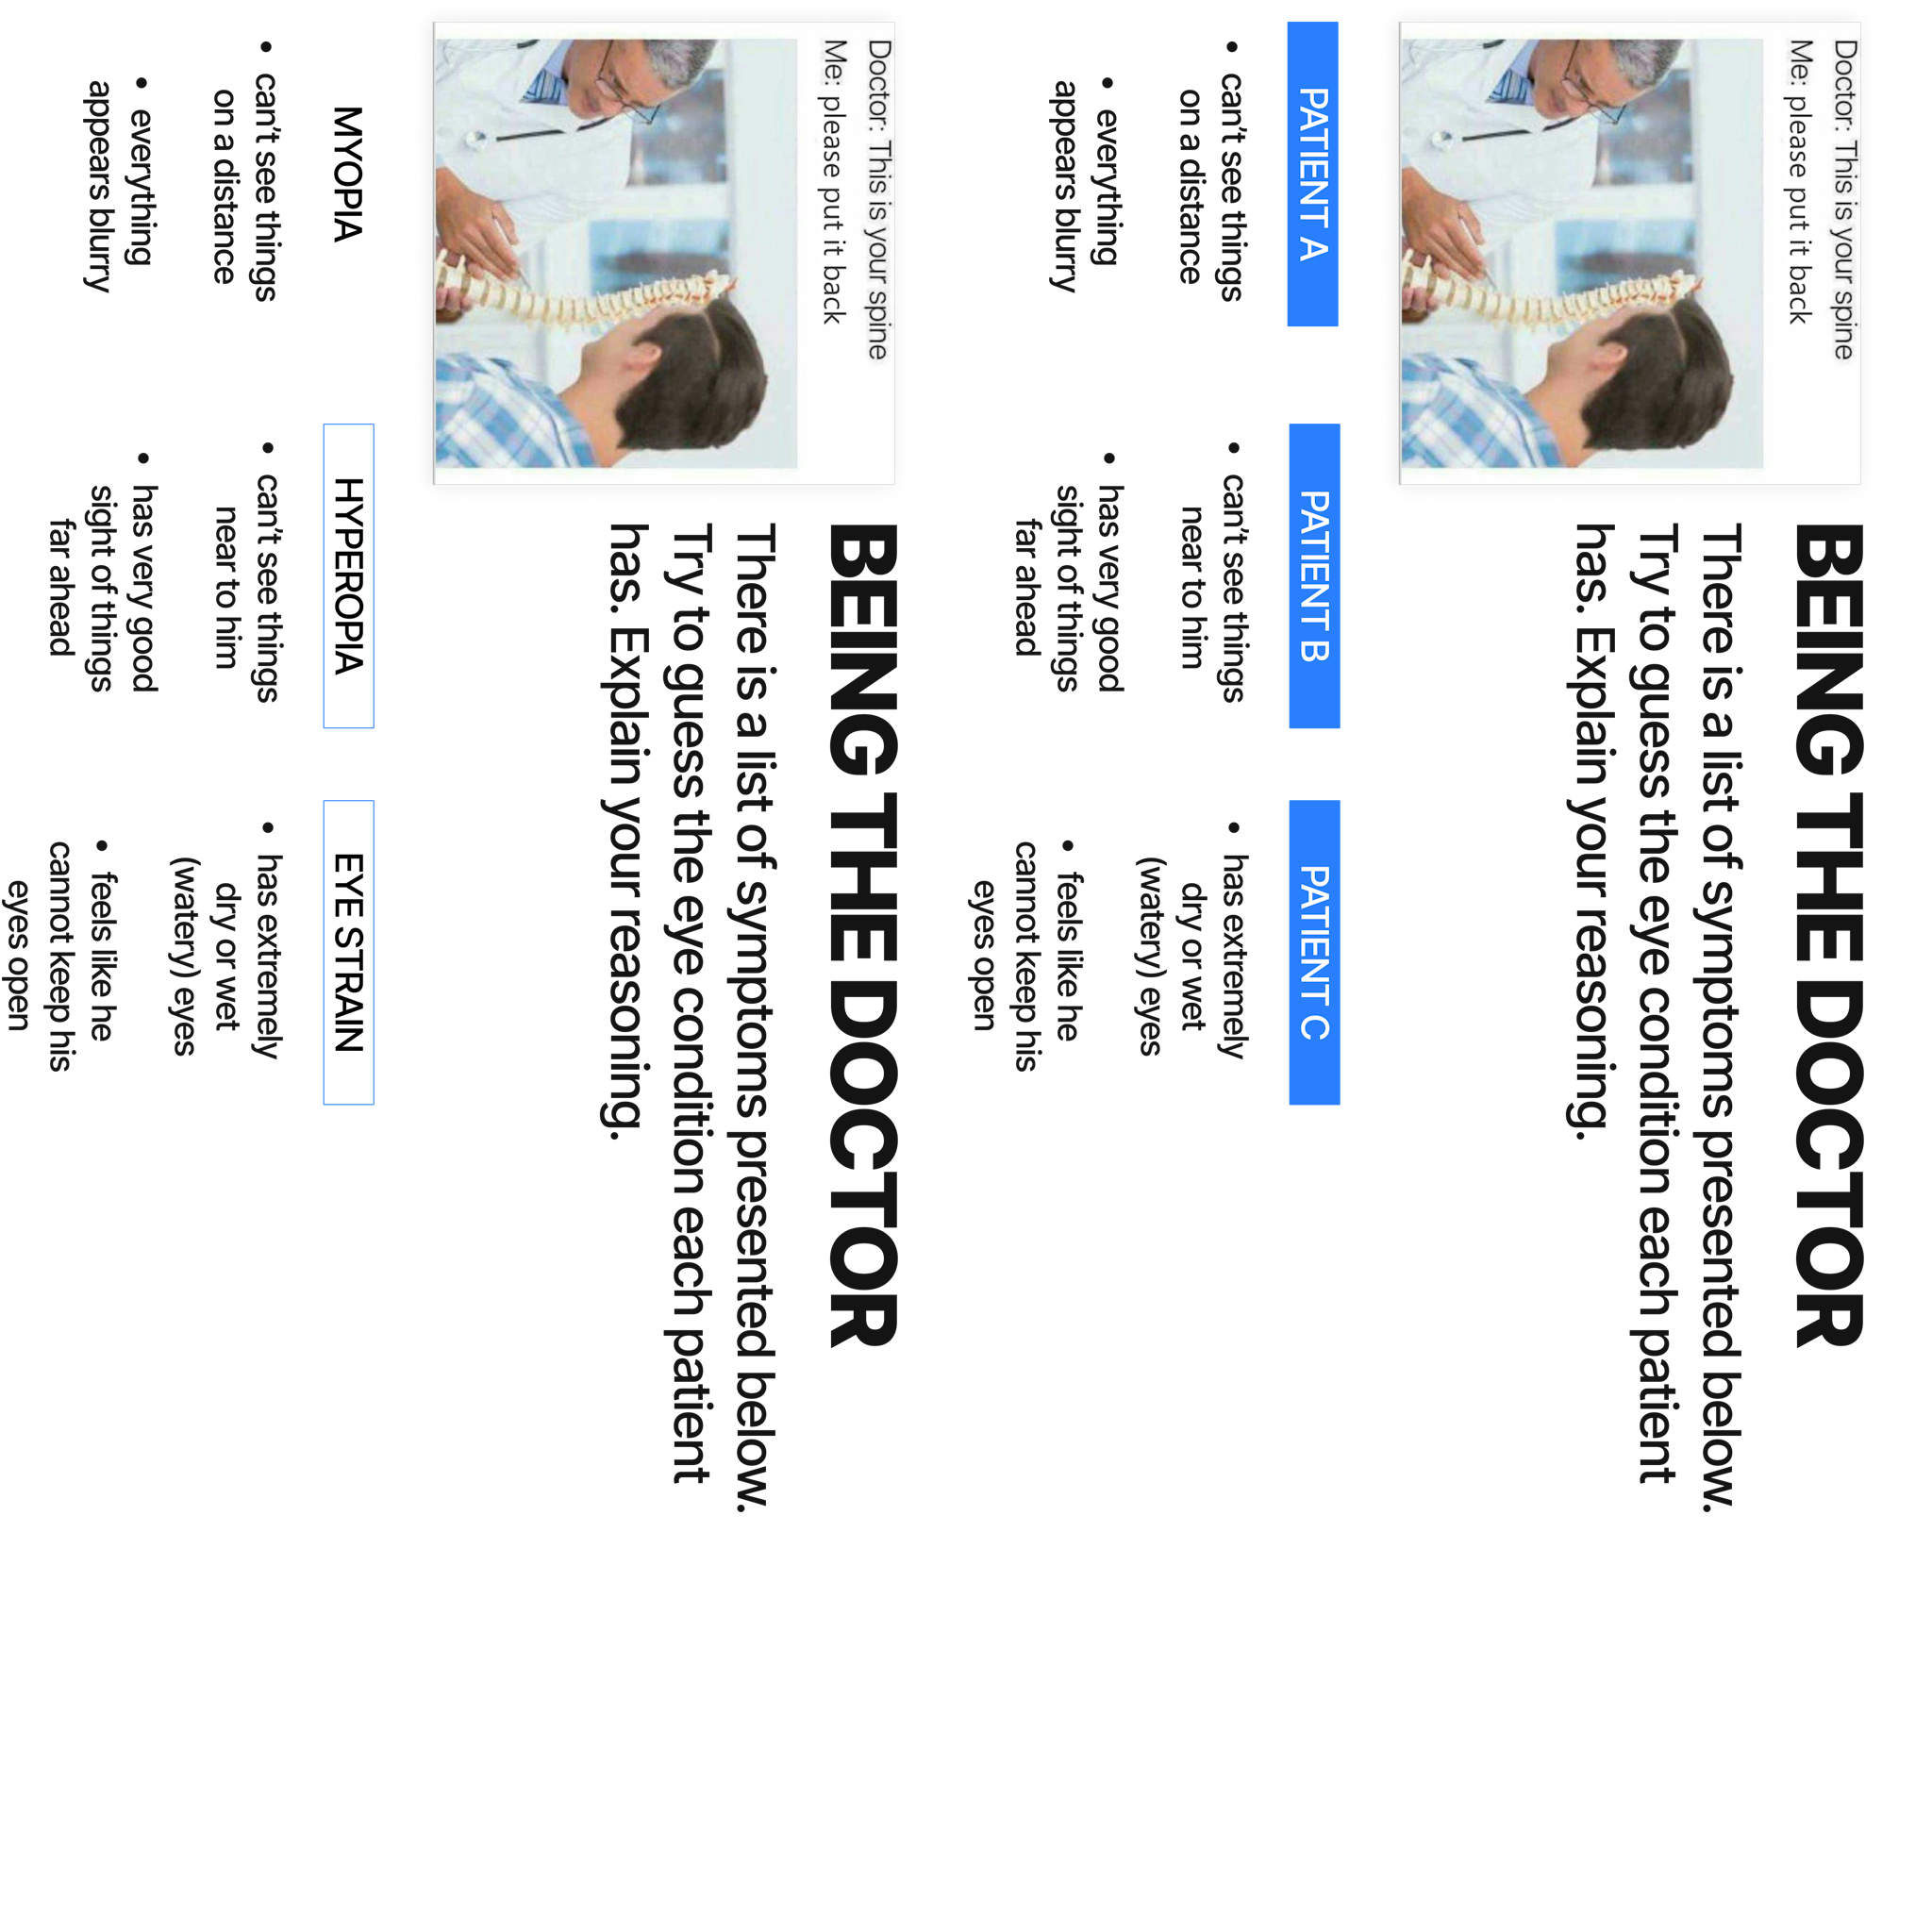 Doctor: This is your spine
Me: please put it back
BEING THE DOCTOR
There is a list of symptoms presented below.
Try to guess the eye condition each patient
has. Explain your reasoning.
PATIENT A
• can't see things
on a distance
• everything
appears blurry
PATIENT B
• can't see things
near to him
• has very good
sight of things
far ahead
PATIENT C
• has extremely
dry or wet
(watery) eyes
• feels like he
cannot keep his
eyes open
Doctor: This is your spine
Me: please put it back
BEING THE DOCTOR
There is a list of symptoms presented below.
Try to guess the eye condition each patient
has. Explain your reasoning.
MYOPIA
• can't see things
on a distance
• everything
appears blurry
HYPEROPIA
• can't see things
near to him
• has very good
sight of things
far ahead
EYE STRAIN
• has extremely
dry or wet
(watery) eyes
• feels like he
cannot keep his
eyes open